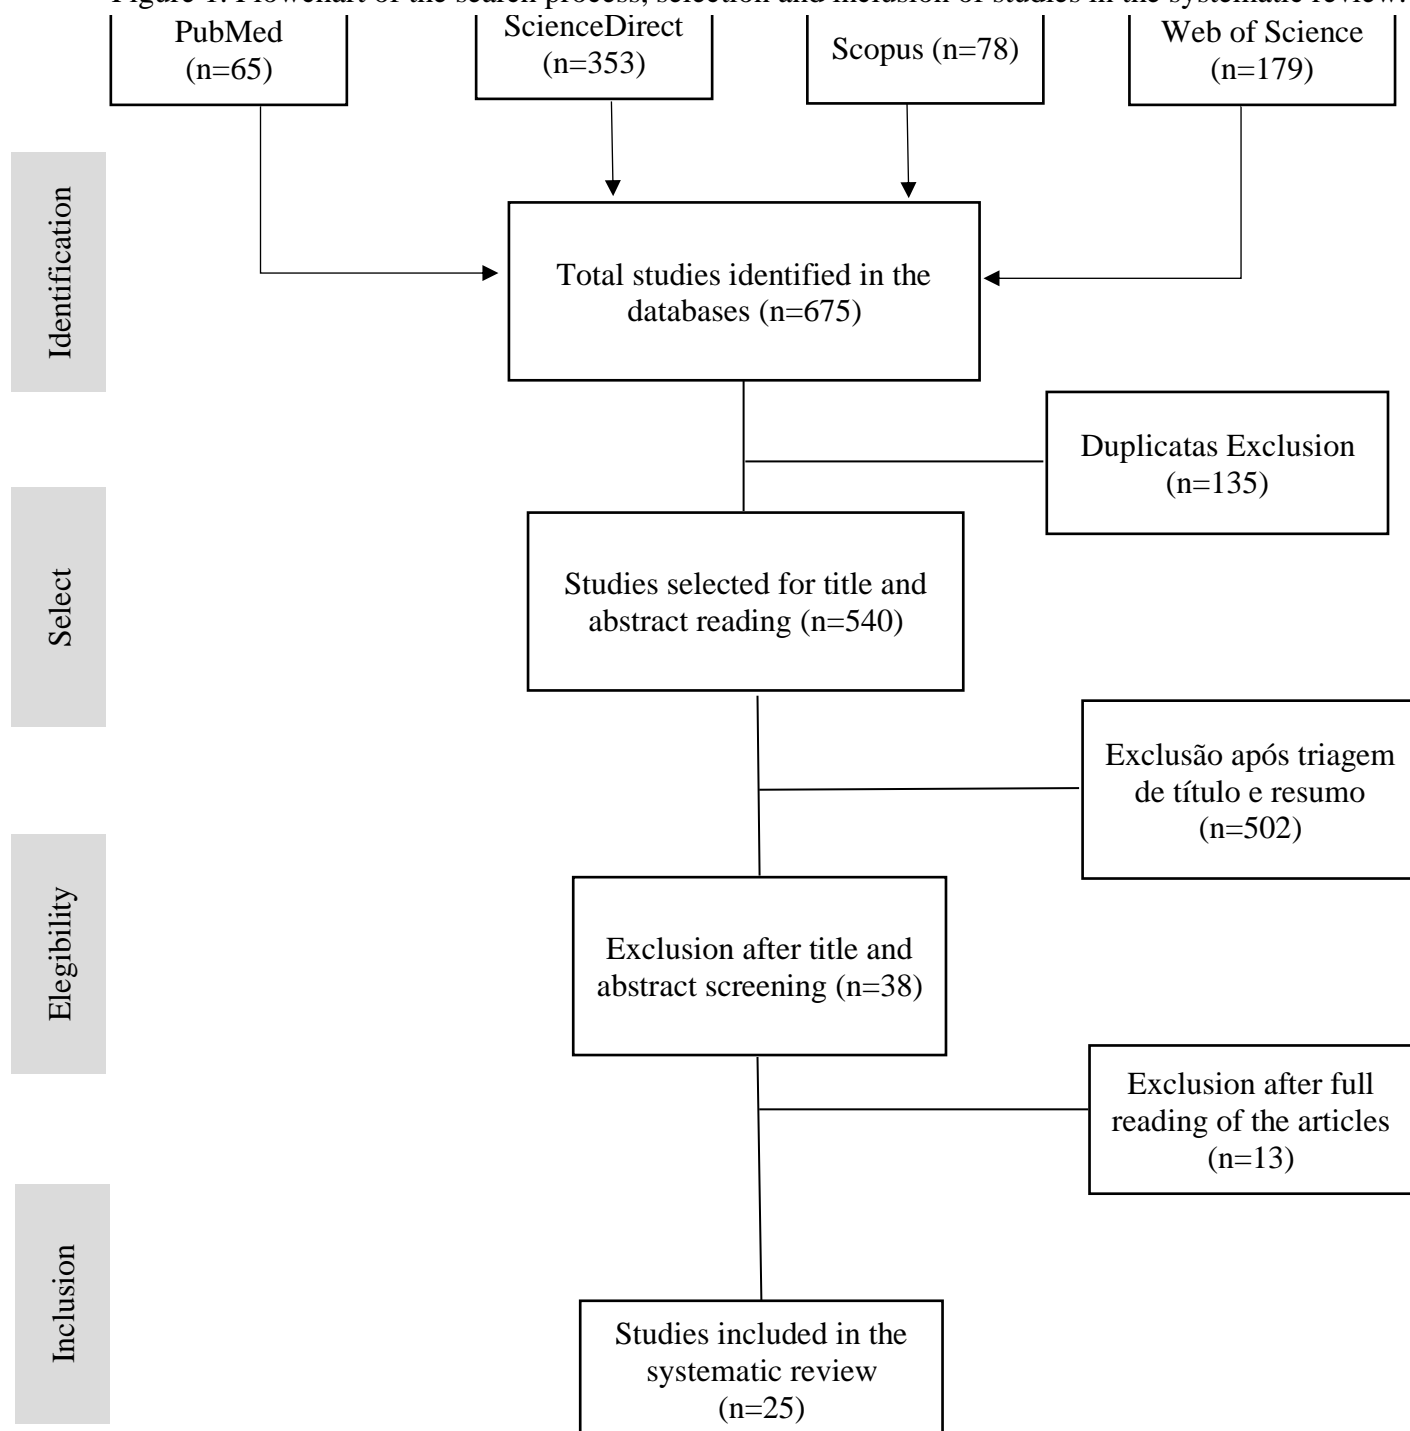 Figure 1. Flowchart of the search process, selection and inclusion of studies in the systematic review.
PubMed
(n=65)
ScienceDirect
(n=353)
Scopus (n=78)
Web of Science
(n=179)
Identification
Total studies identified in the
databases (n=675)
Duplicatas Exclusion
(n=135)
Select
Studies selected for title and
abstract reading (n=540)
Exclusão após triagem
de título e resumo
(n=502)
Elegibility
Exclusion after title and
abstract screening (n=38)
Exclusion after full
reading of the articles
(n=13)
Inclusion
Studies included in the
systematic review
(n=25)